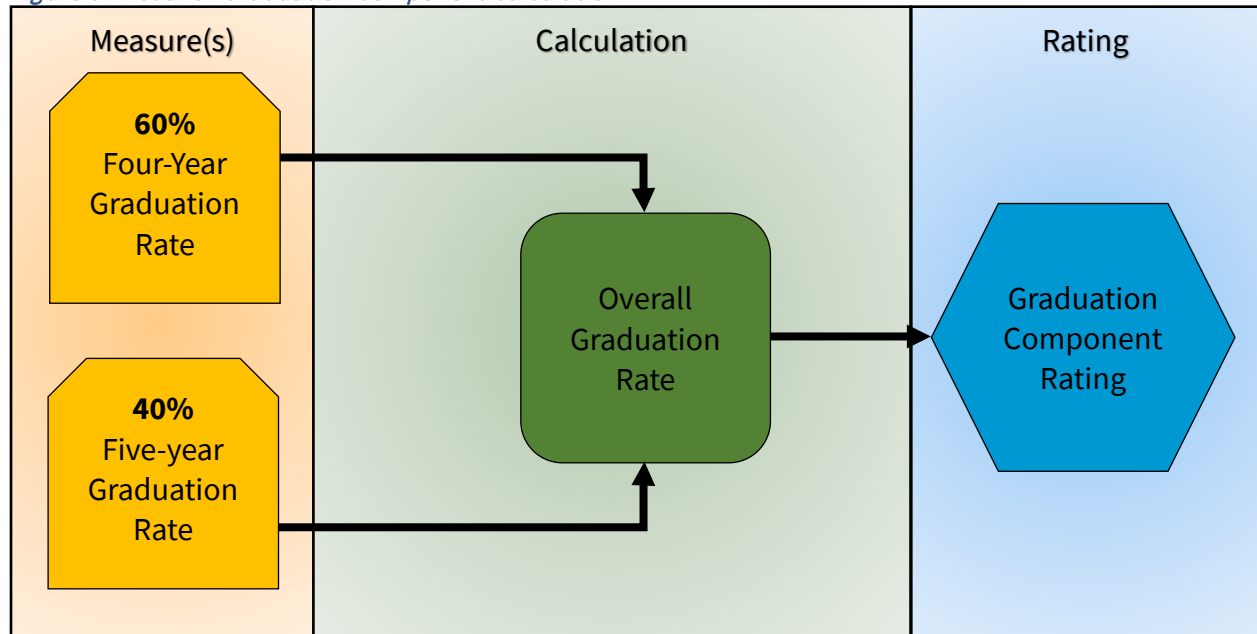 Measure(s)
Calculation
Rating
60%
Four-Year
Graduation
Rate
40%
Five-year
Graduation
Rate
Overall
Graduation
Rate
Graduation
Component
Rating